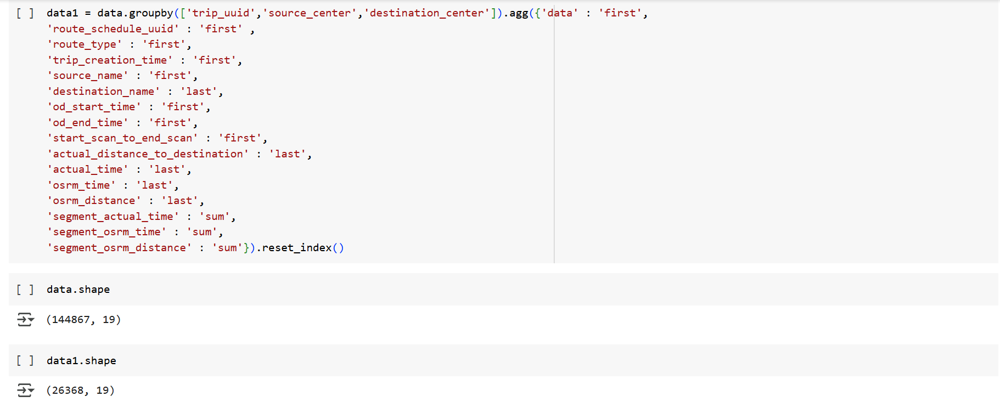 [ ] data1 = data.groupby(['trip_uuid','source_center','destination_center']).agg({'data' : 'first',
'route_schedule_uuid' : 'first' ,
'route_type' : 'first',
'trip_creation_time' : 'first',
'source_name' : 'first',
'destination_name' : 'last',
'od_start_time' : 'first',
'od_end_time' : 'first',
'start_scan_to_end_scan' : 'first',
'actual_distance_to_destination' : 'last',
'actual_time' : 'last',
'osrm_time' : 'last',
'osrm_distance' : 'last',
'segment_actual_time' : 'sum',
'segment_osrm_time' : 'sum',
'segment_osrm_distance' : 'sum'}).reset_index()
[ ] data.shape
(144867, 19)
[ ] data1.shape
(26368, 19)